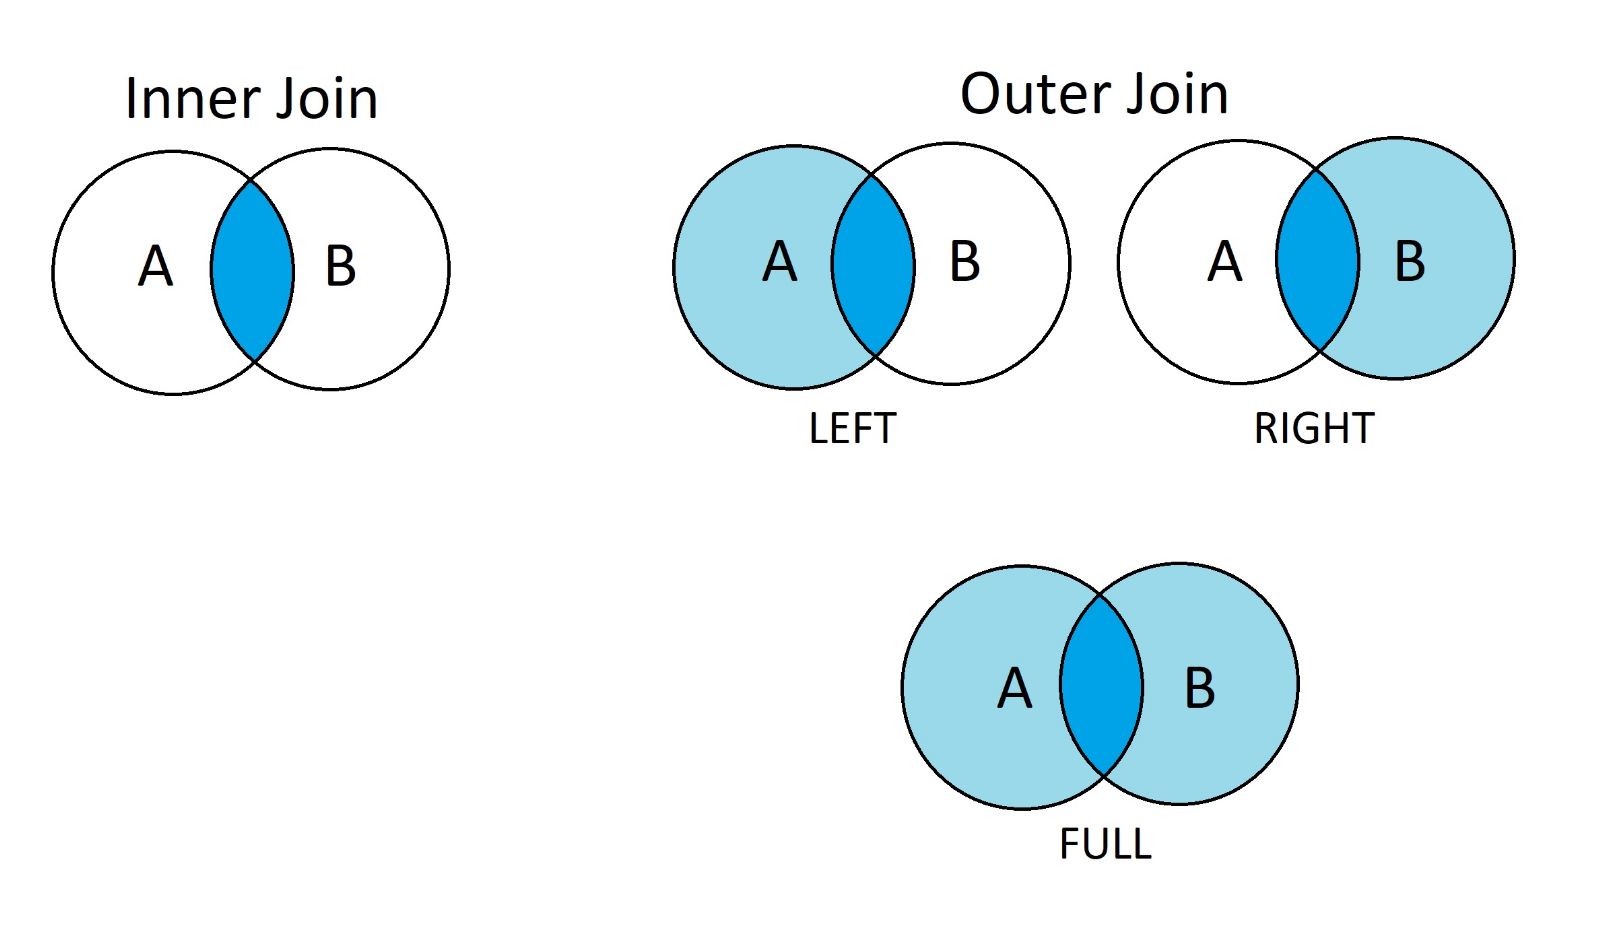 Inner Join
A B
Outer Join
A B
LEFT
A B
RIGHT
A B
FULL